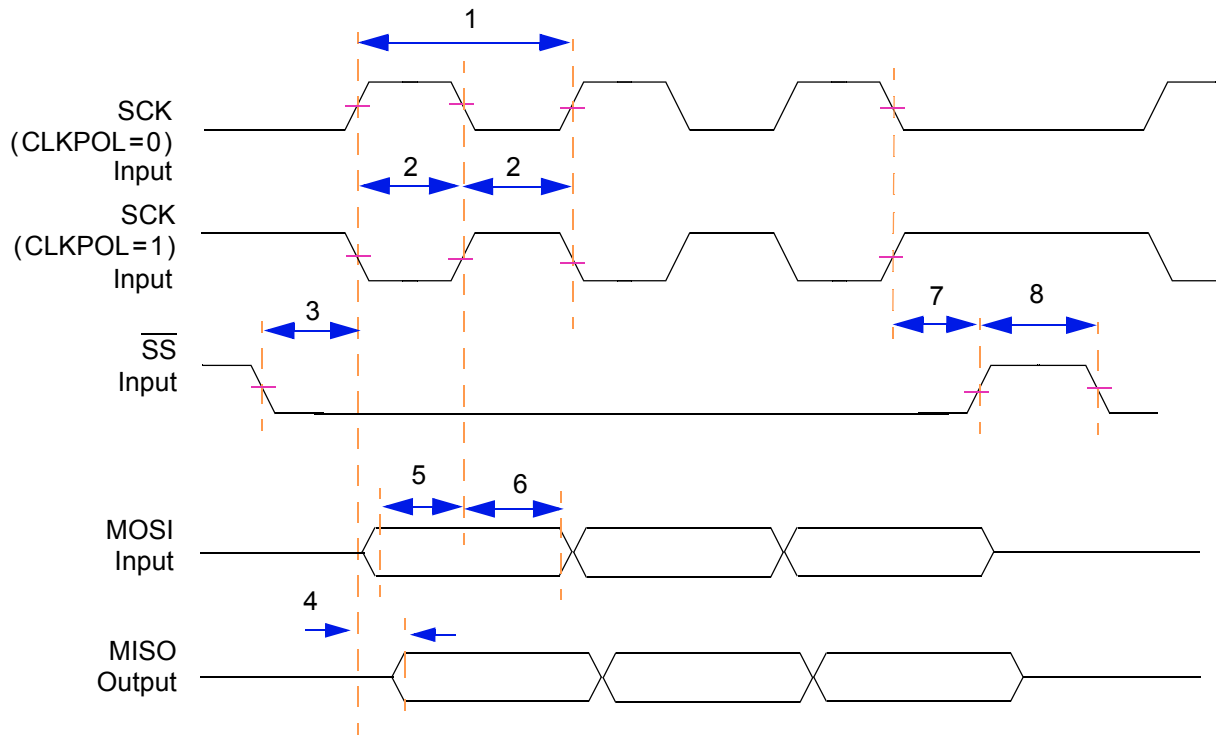 1
SCK
(CLKPOL=0)
Input
2 2
SCK
(CLKPOL=1)
Input
3
7 8
SS
Input
5 6
MOSI
Input
4
MISO
Output